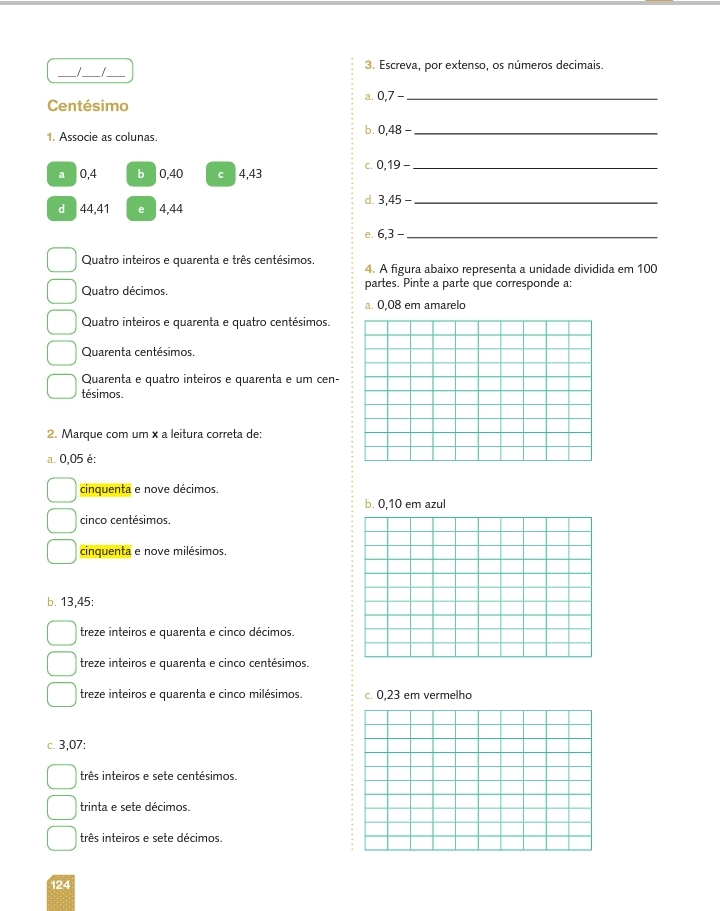 ___/___/___
Centésimo
1. Associe as colunas.
a 0,4 b 0,40 c 4,43
d 44,41 e 4,44
Quatro inteiros e quarenta e três centésimos.
Quatro décimos.
Quatro inteiros e quarenta e quatro centésimos.
Quarenta centésimos.
Quarenta e quatro inteiros e quarenta e um cen-
tésimos.
2. Marque com um x a leitura correta de:
a. 0,05 é:
cinquenta e nove décimos.
cinco centésimos.
cinquenta e nove milésimos.
b. 13,45:
treze inteiros e quarenta e cinco décimos.
treze inteiros e quarenta e cinco centésimos.
treze inteiros e quarenta e cinco milésimos.
c. 3,07:
três inteiros e sete centésimos.
trinta e sete décimos.
três inteiros e sete décimos.
3. Escreva, por extenso, os números decimais.
a. 0,7 –
b. 0,48 –
c. 0,19 –
d. 3,45 –
e. 6,3 –
4. A figura abaixo representa a unidade dividida em 100
partes. Pinte a parte que corresponde a:
a. 0,08 em amarelo
b. 0,10 em azul
c. 0,23 em vermelho
124